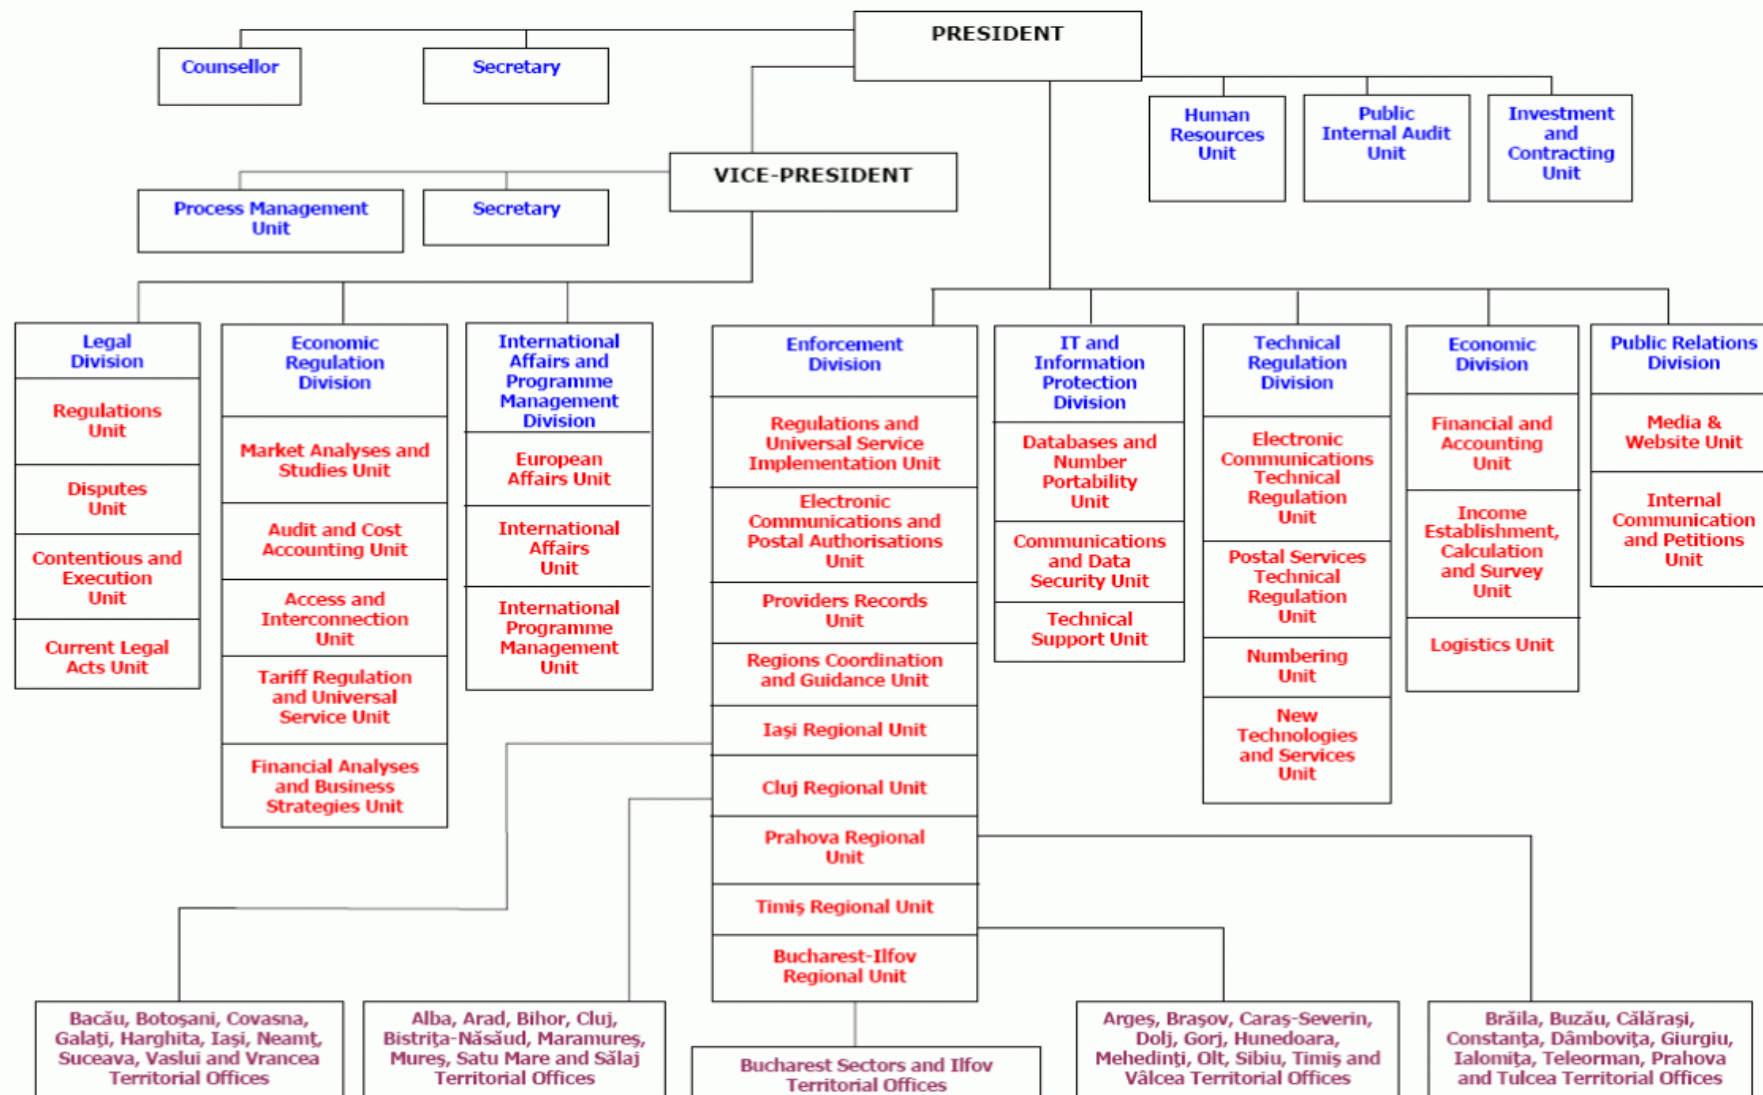 PRESIDENT
Counsellor
Secretary
Human
Resources
Unit
Public
Internal Audit
Unit
Investment
and
Contracting
Unit
VICE-PRESIDENT
Process Management
Unit
Secretary
Legal
Division
Regulations
Unit
Disputes
Unit
Contentious and
Execution
Unit
Current Legal
Acts Unit
Economic
Regulation
Division
Market Analyses and
Studies Unit
Audit and Cost
Accounting Unit
Access and
Interconnection
Unit
Tariff Regulation
and Universal
Service Unit
Financial Analyses
and Business
Strategies Unit
International
Affairs and
Programme
Management
Division
European
Affairs Unit
International
Affairs
Unit
International
Programme
Management
Unit
Enforcement
Division
Regulations and
Universal Service
Implementation Unit
Electronic
Communications and
Postal Authorisations
Unit
Providers Records
Unit
Regions Coordination
and Guidance Unit
Iaşi Regional Unit
Cluj Regional Unit
Prahova Regional
Unit
Timiş Regional Unit
Bucharest-Ilfov
Regional Unit
IT and
Information
Protection
Division
Databases and
Number
Portability
Unit
Communications
and Data
Security Unit
Technical
Support Unit
Technical
Regulation
Division
Electronic
Communications
Technical
Regulation
Unit
Postal Services
Technical
Regulation
Unit
Numbering
Unit
New
Technologies
and Services
Unit
Economic
Division
Financial and
Accounting
Unit
Income
Establishment,
Calculation
and Survey
Unit
Logistics Unit
Public Relations
Division
Media &
Website Unit
Internal
Communication
and Petitions
Unit
Bacău, Botoşani, Covasna,
Galaţi, Harghita, Iaşi, Neamţ,
Suceava, Vaslui and Vrancea
Territorial Offices
Alba, Arad, Bihor, Cluj,
Bistriţa-Năsăud, Maramureş,
Mureş, Satu Mare and Sălaj
Territorial Offices
Bucharest Sectors and Ilfov
Territorial Offices
Argeş, Braşov, Caraş-Severin,
Dolj, Gorj, Hunedoara,
Mehedinţi, Olt, Sibiu, Timiş and
Vâlcea Territorial Offices
Brăila, Buzău, Călăraşi,
Constanţa, Dâmboviţa, Giurgiu,
Ialomiţa, Teleorman, Prahova
and Tulcea Territorial Offices